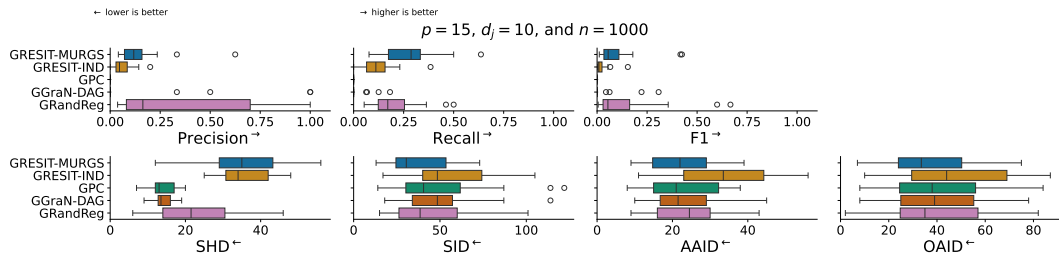 ← lower is better
→ higher is better
p = 15, d_j = 10, and n = 1000
GRESIT-MURGS
GRESIT-IND
GPC
GGraN-DAG
GRandReg
0.00 0.25 0.50 0.75 1.00
0.00 0.25 0.50 0.75 1.00
0.00 0.25 0.50 0.75 1.00
Precision→
Recall→
F1→
GRESIT-MURGS
GRESIT-IND
GPC
GGraN-DAG
GRandReg
20 40
0 50 100
0 20 40
0 20 40 60 80
SHD←
SID←
AAID←
OAID←